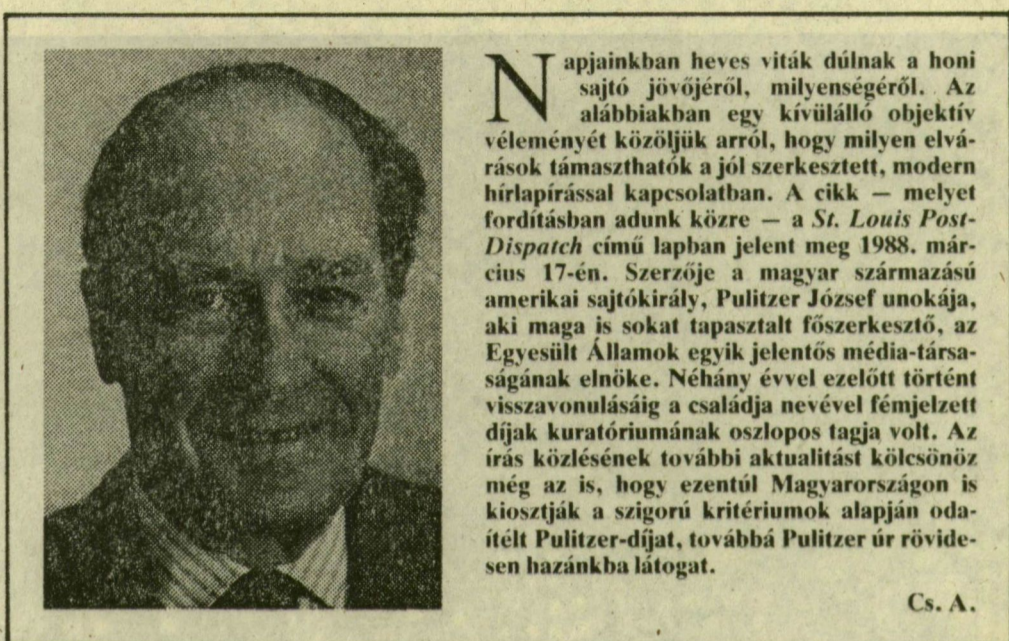 Napjainkban heves viták dúlnak a honi
sajtó jövőjéről, milyenségéről. Az
alábbiakban egy kívülálló objektív
véleményét közöljük arról, hogy milyen elvá-
rások támaszthatók a jól szerkesztett, modern
hírlapírással kapcsolatban. A cikk — melyet
fordításban adunk közre — a St. Louis Post-
Dispatch című lapban jelent meg 1988. már-
cius 17-én. Szerzője a magyar származású
amerikai sajtókirály, Pulitzer József unokája,
aki maga is sokat tapasztalt főszerkesztő, az
Egyesült Államok egyik jelentős média-társa-
ságának elnöke. Néhány évvel ezelőtt történt
visszavonulásáig a családja nevével fémjelzett
díjak kuratóriumának oszlopos tagja volt. Az
írás közlésének további aktualitást kölcsönöz
még az is, hogy ezentúl Magyarországon is
kiosztják a szigorú kritériumok alapján oda-
ítélt Pulitzer-díjat, továbbá Pulitzer úr rövide-
sen hazánkba látogat.
Cs. A.